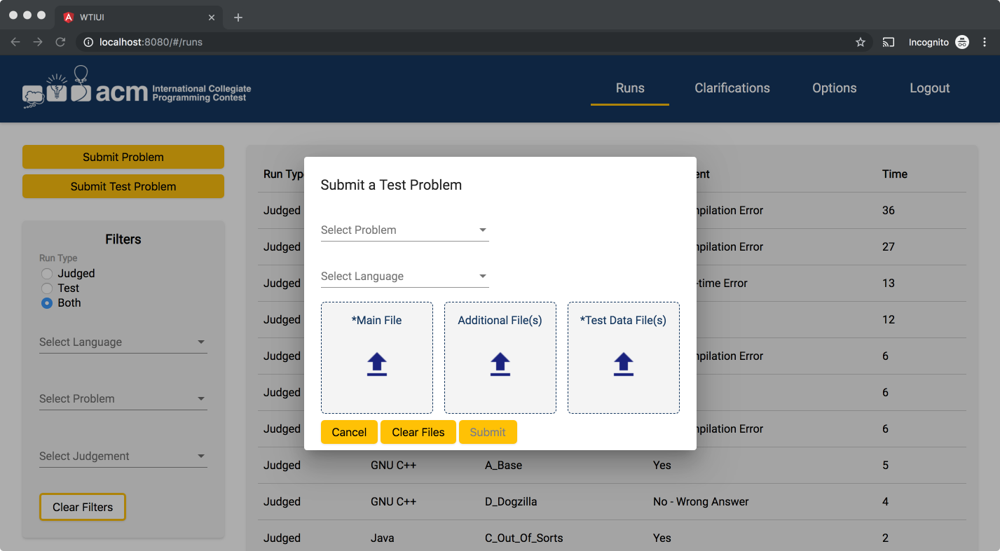 WTIUI
localhost:8080/#/runs
Incognito
acm International Collegiate
Programming Contest
Runs Clarifications Options Logout
Submit Problem
Submit Test Problem
Filters
Run Type
Judged
Test
Both
Select Language
Select Problem
Select Judgement
Clear Filters
Submit a Test Problem
Select Problem
Select Language
*Main File Additional File(s) *Test Data File(s)
Cancel Clear Files Submit
Run Typ ent Time
Judged mpilation Error 36
Judged mpilation Error 27
Judged -time Error 13
Judged 12
Judged mpilation Error 6
Judged 6
Judged mpilation Error 6
Judged GNU C++ A_Base Yes 5
Judged GNU C++ D_Dogzilla No - Wrong Answer 4
Judged Java C_Out_Of_Sorts Yes 2